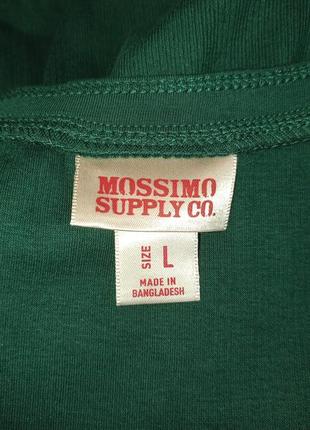 MOSSIMO
SUPPLY CO.
SIZE L
MADE IN
BANGLADESH